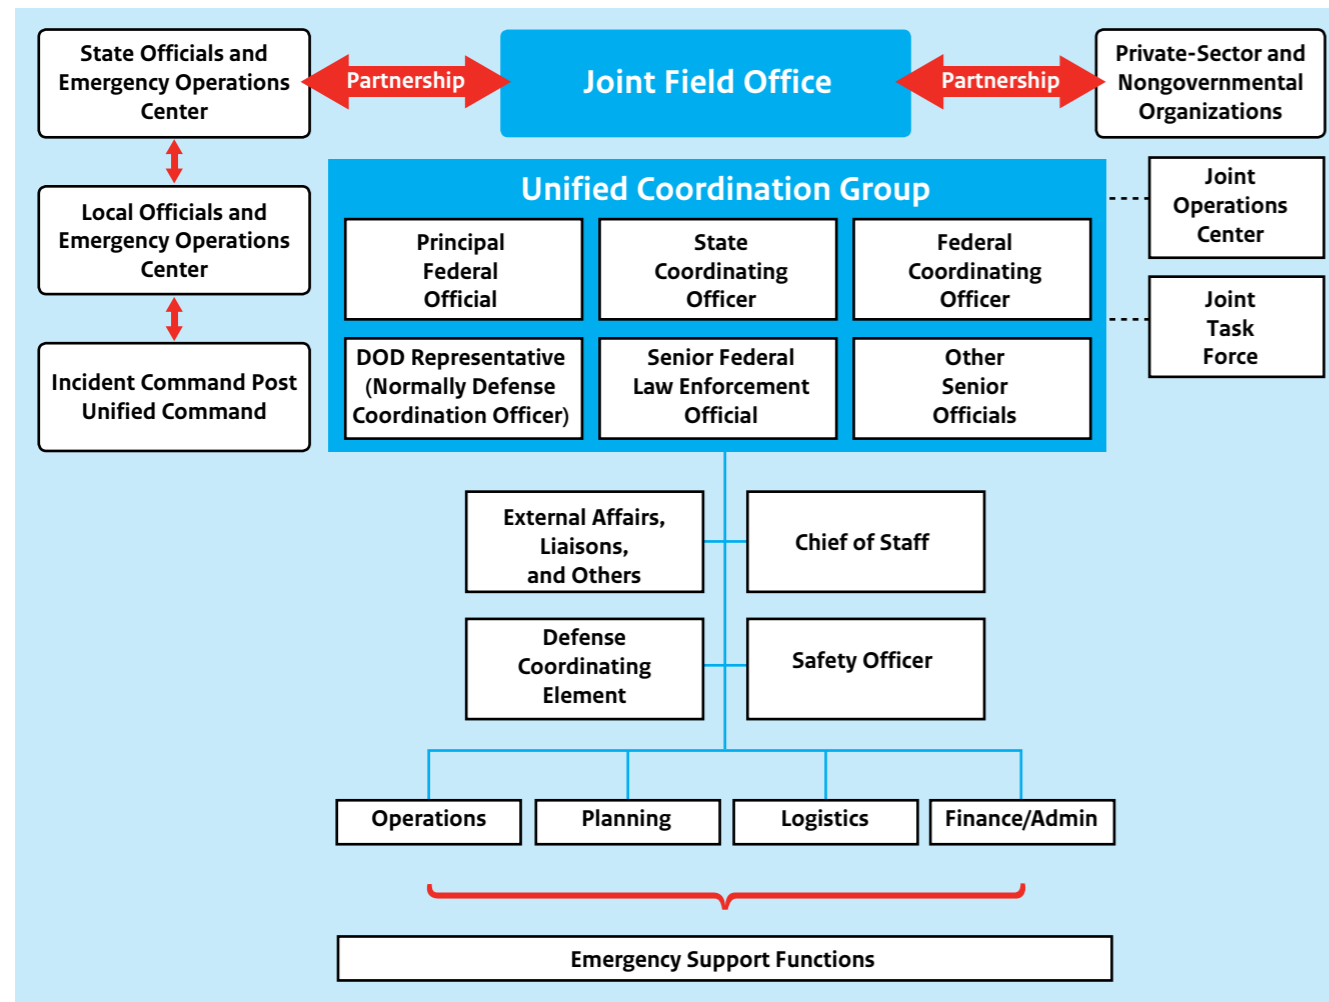 State Officials and
Emergency Operations
Center
Partnership
Joint Field Office
Partnership
Private-Sector and
Nongovernmental
Organizations
Local Officials and
Emergency Operations
Center
Incident Command Post
Unified Command
Unified Coordination Group
Principal
Federal
Official
State
Coordinating
Officer
Federal
Coordinating
Officer
DOD Representative
(Normally Defense
Coordination Officer)
Senior Federal
Law Enforcement
Official
Other
Senior
Officials
Joint
Operations
Center
Joint
Task
Force
External Affairs,
Liaisons,
and Others
Chief of Staff
Defense
Coordinating
Element
Safety Officer
Operations
Planning
Logistics
Finance/Admin
Emergency Support Functions